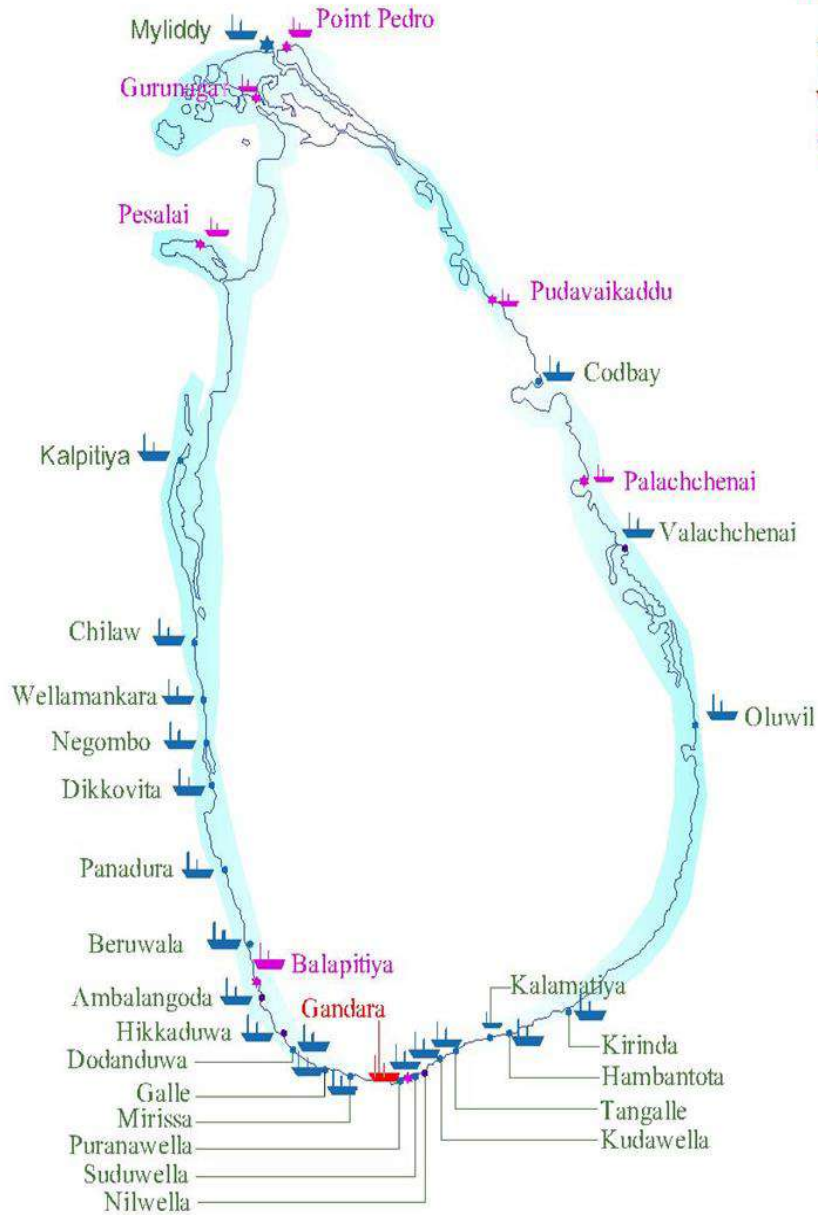 Point Pedro
Myliddy
Gurunagar
Pesalai
Pudavaikaddu
Codbay
Kalpitiya
Palachchenai
Valachchenai
Chilaw
Wellamankara
Oluwil
Negombo
Dikkovita
Panadura
Beruwala
Balapitiya
Kalamatiya
Ambalangoda
Gandara
Hikkaduwa
Kirinda
Dodanduwa
Hambantota
Galle
Tangalle
Mirissa
Kudawella
Puranawella
Suduwella
Nilwella